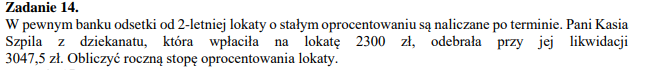 Zadanie 14.
W pewnym banku odsetki od 2-letniej lokaty o stałym oprocentowaniu są naliczane po terminie. Pani Kasia
Szpila z dziekanatu, która wpłaciła na lokatę 2300 zł, odebrała przy jej likwidacji
3047,5 zł. Obliczyć roczną stopę oprocentowania lokaty.